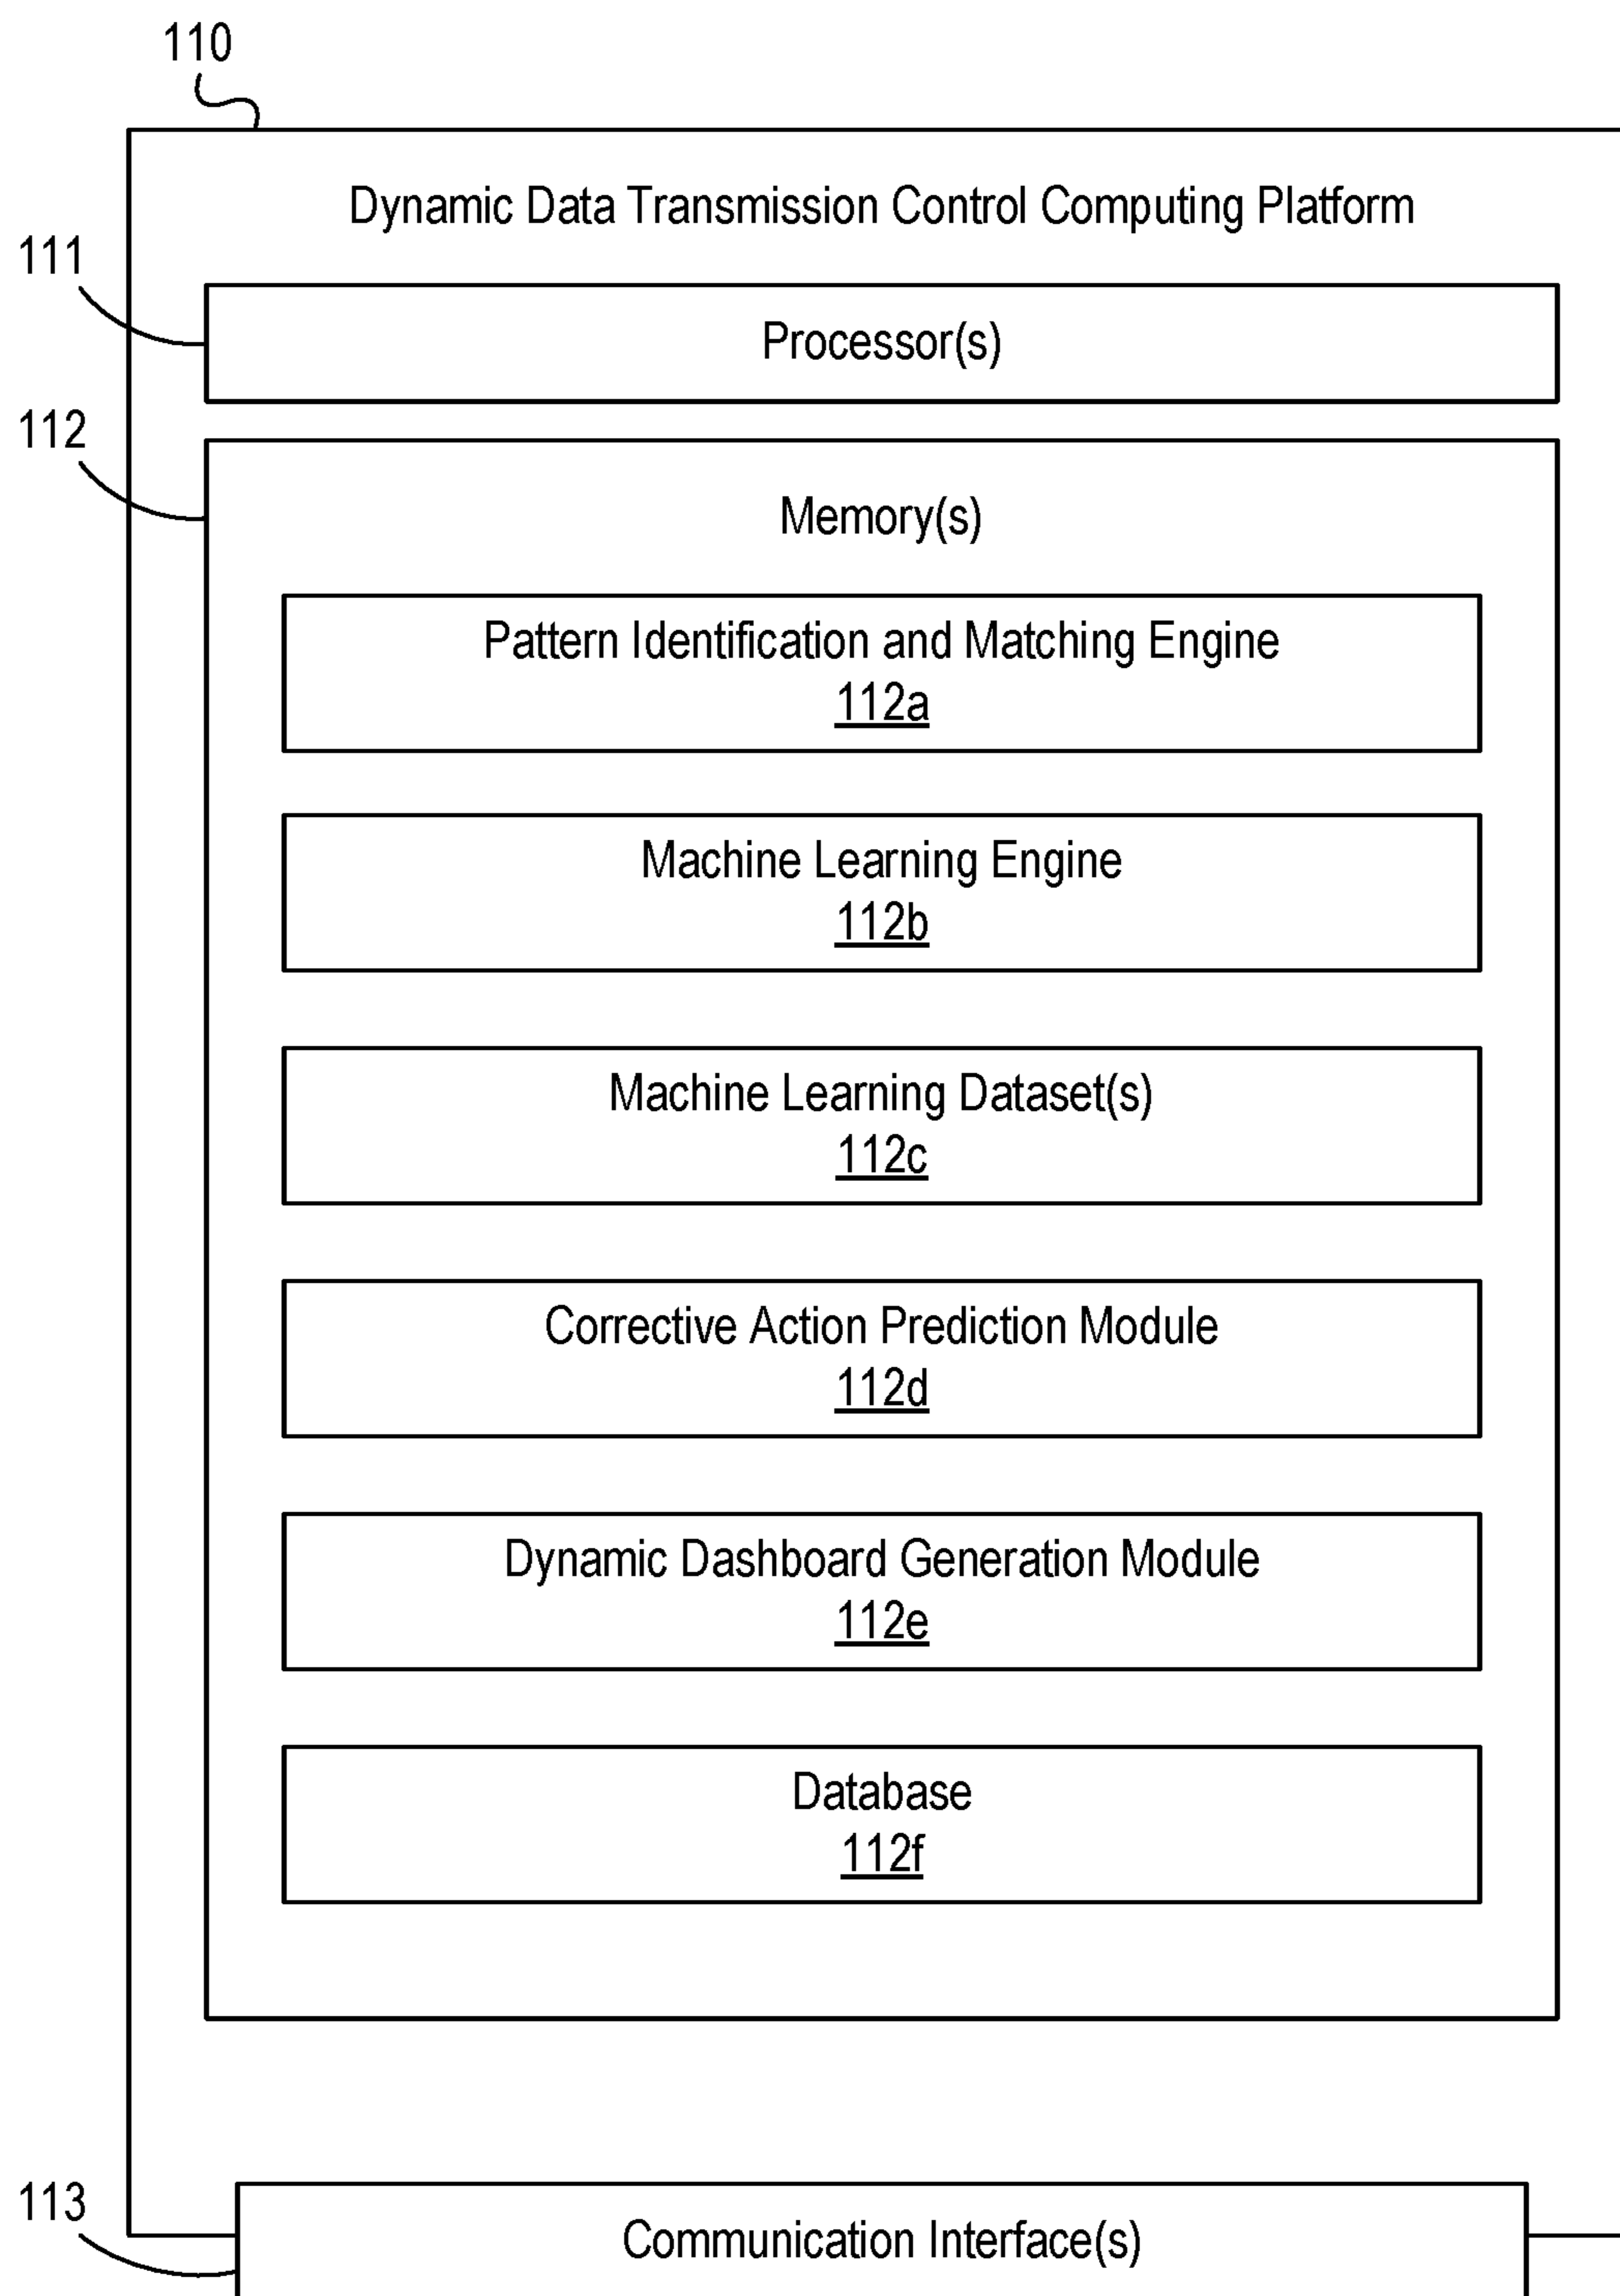 110
Dynamic Data Transmission Control Computing Platform
111
Processor(s)
112
Memory(s)
Pattern Identification and Matching Engine
112a
Machine Learning Engine
112b
Machine Learning Dataset(s)
112c
Corrective Action Prediction Module
112d
Dynamic Dashboard Generation Module
112e
Database
112f
113
Communication Interface(s)